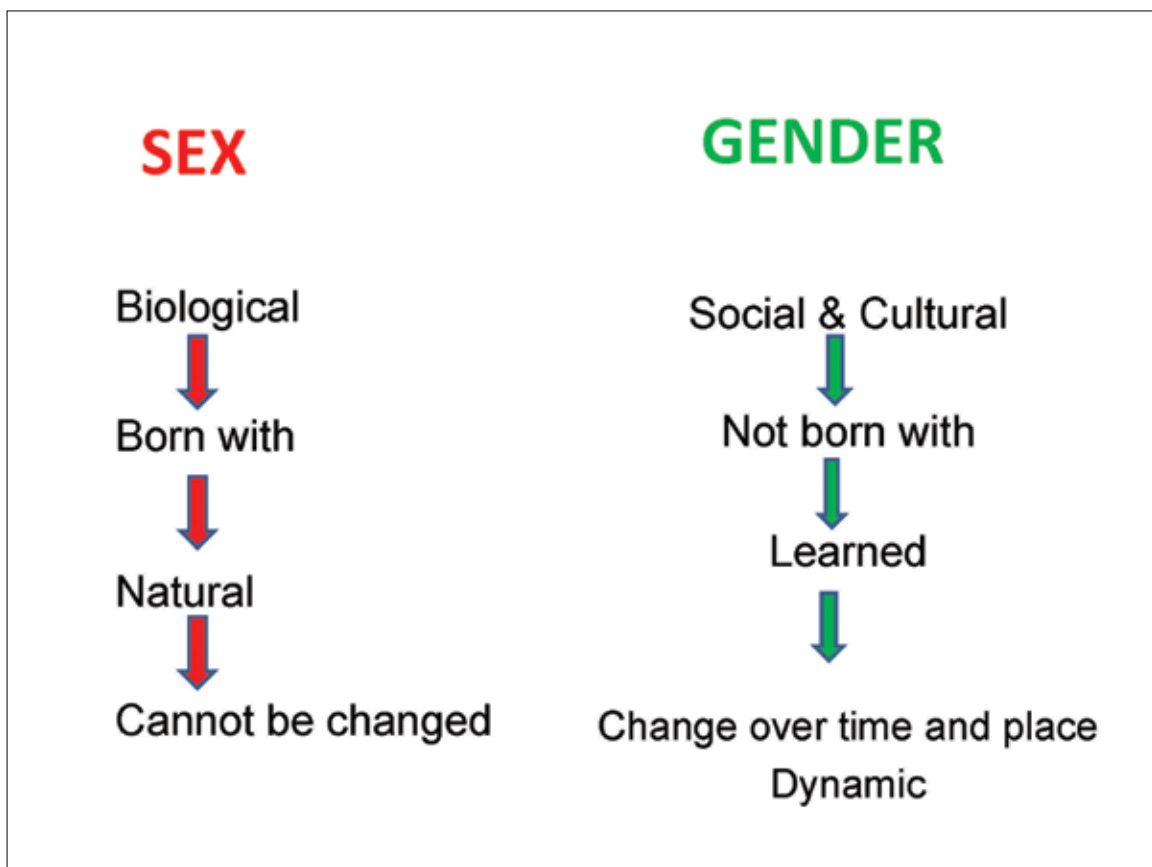 SEX
Biological
Born with
Natural
Cannot be changed
GENDER
Social & Cultural
Not born with
Learned
Change over time and place
Dynamic